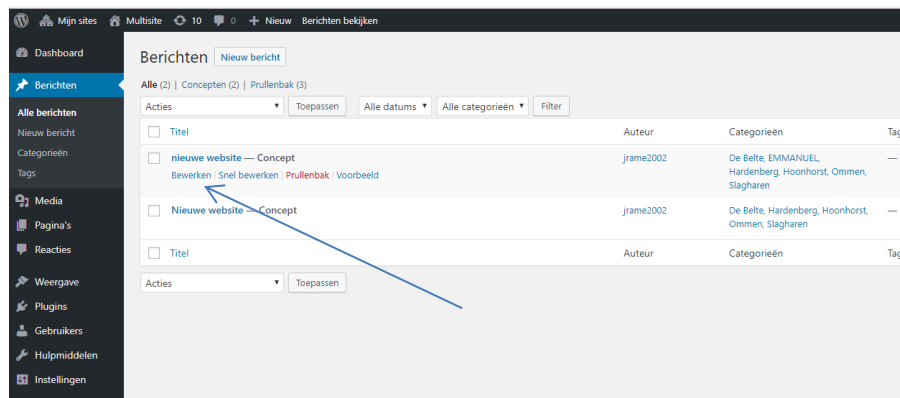 Mijn sites Multisite 10 0 Nieuw Berichten bekijken
Dashboard
Berichten
Alle berichten
Nieuw bericht
Categorieën
Tags
Media
Pagina's
Reacties
Weergave
Plugins
Gebruikers
Hulpmiddelen
Instellingen
Berichten Nieuw bericht
Alle (2) | Concepten (2) | Prullenbak (3)
Acties Toepassen Alle datums Alle categorieën Filter
Titel Auteur Categorieën
nieuwe website — Concept jrame2002 De Belte, EMMANUEL, —
Bewerken | Snel bewerken | Prullenbak | Voorbeeld Hardenberg, Hoonhorst, Ommen,
Slagharen
Nieuwe website — Concept jrame2002 De Belte, Hardenberg, Hoonhorst, —
Ommen, Slagharen
Titel Auteur Categorieën
Acties Toepassen